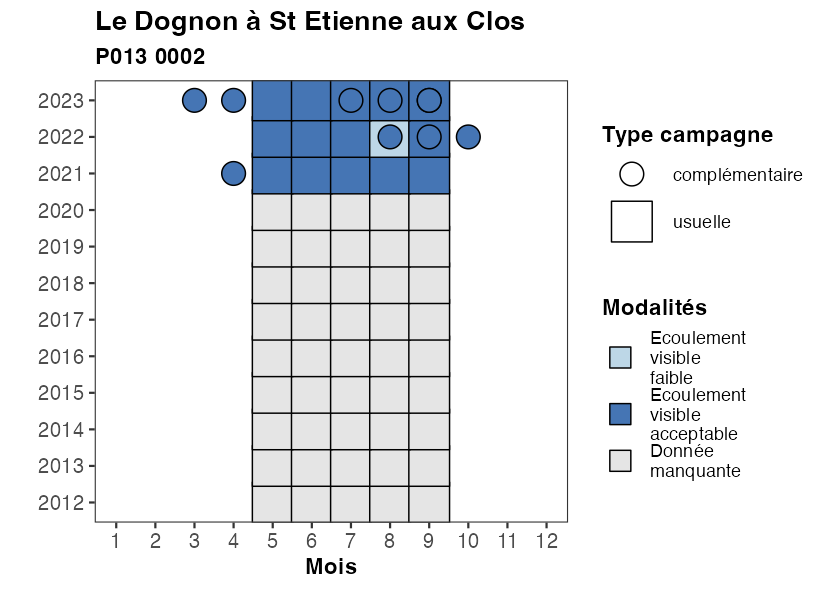 Le Dognon à St Etienne aux Clos
P013 0002
2023
2022
2021
2020
2019
2018
2017
2016
2015
2014
2013
2012
1 2 3 4 5 6 7 8 9 10 11 12
Mois
Type campagne
complémentaire
usuelle
Modalités
Ecoulement
visible
faible
Ecoulement
visible
acceptable
Donnée
manquante